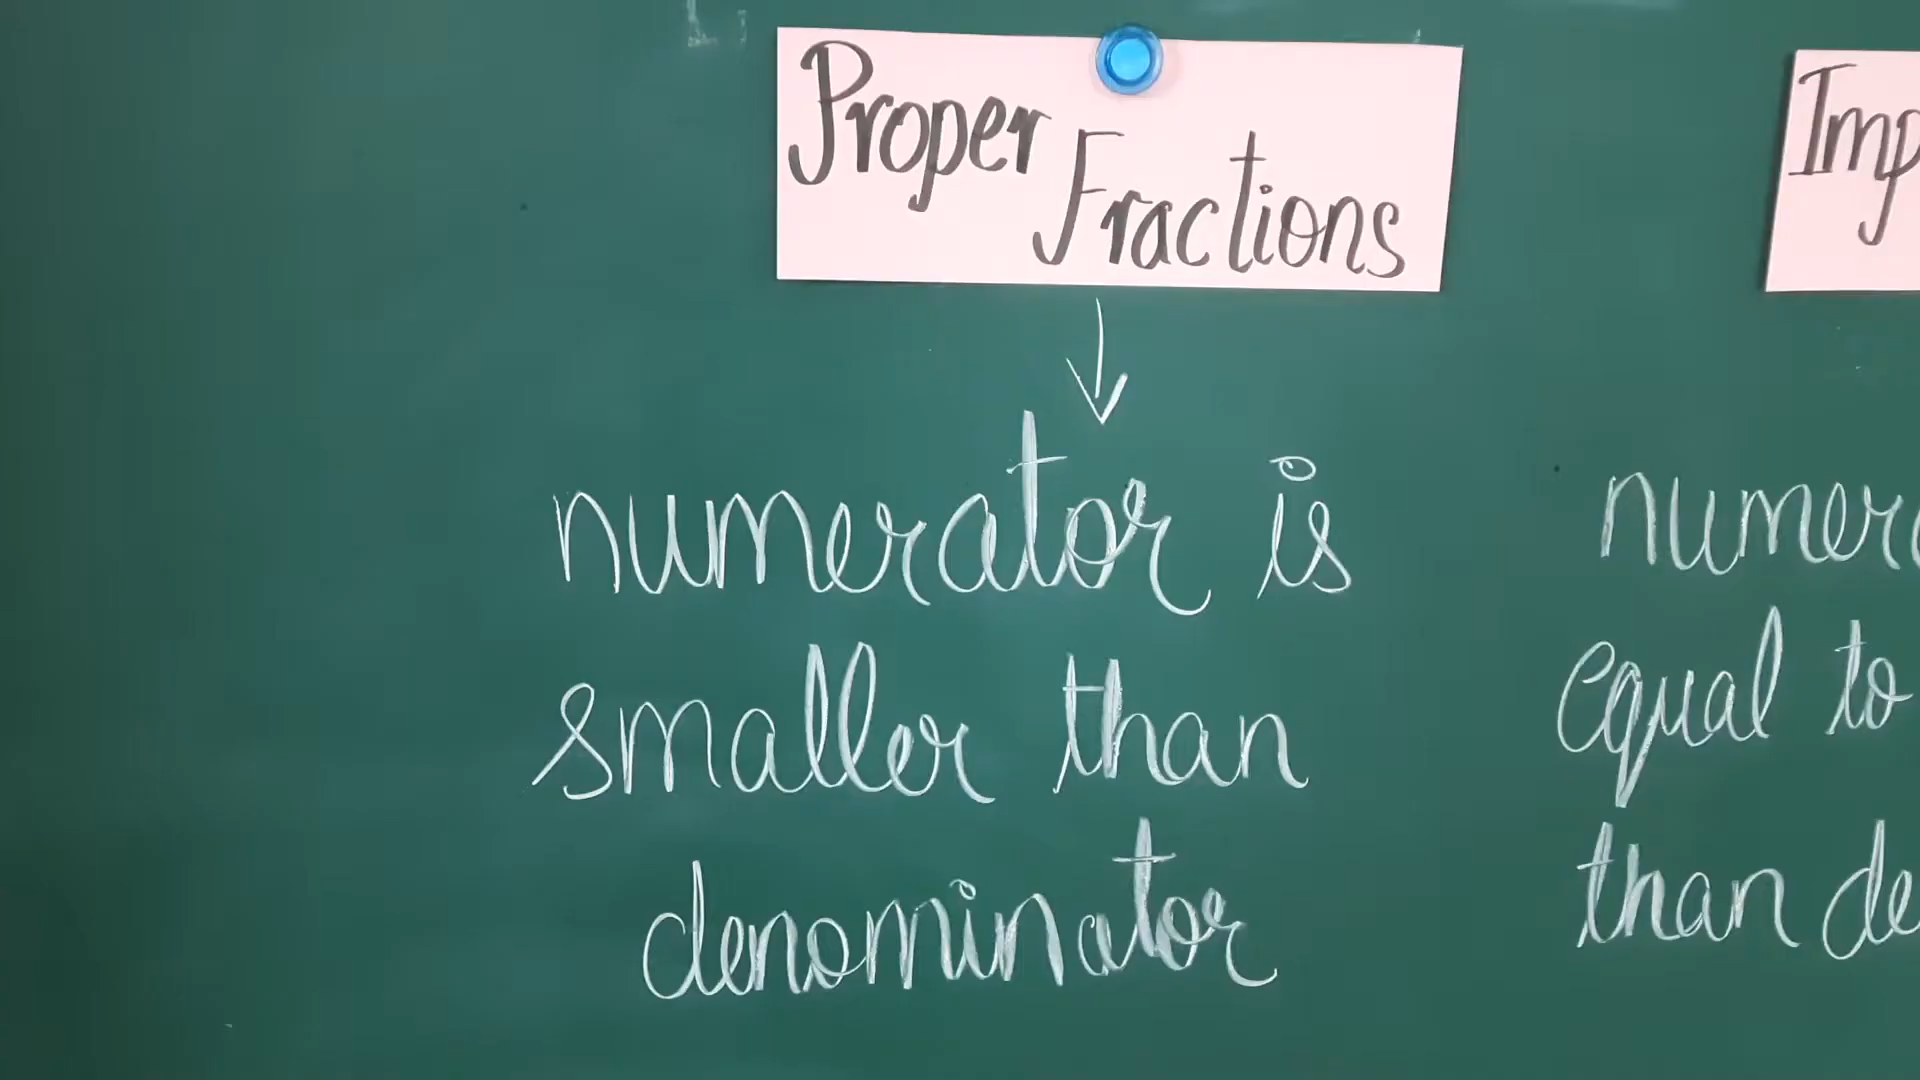 Proper
Fractions
numerator is
smaller than
denominator
Imp
numer
equal to
than de